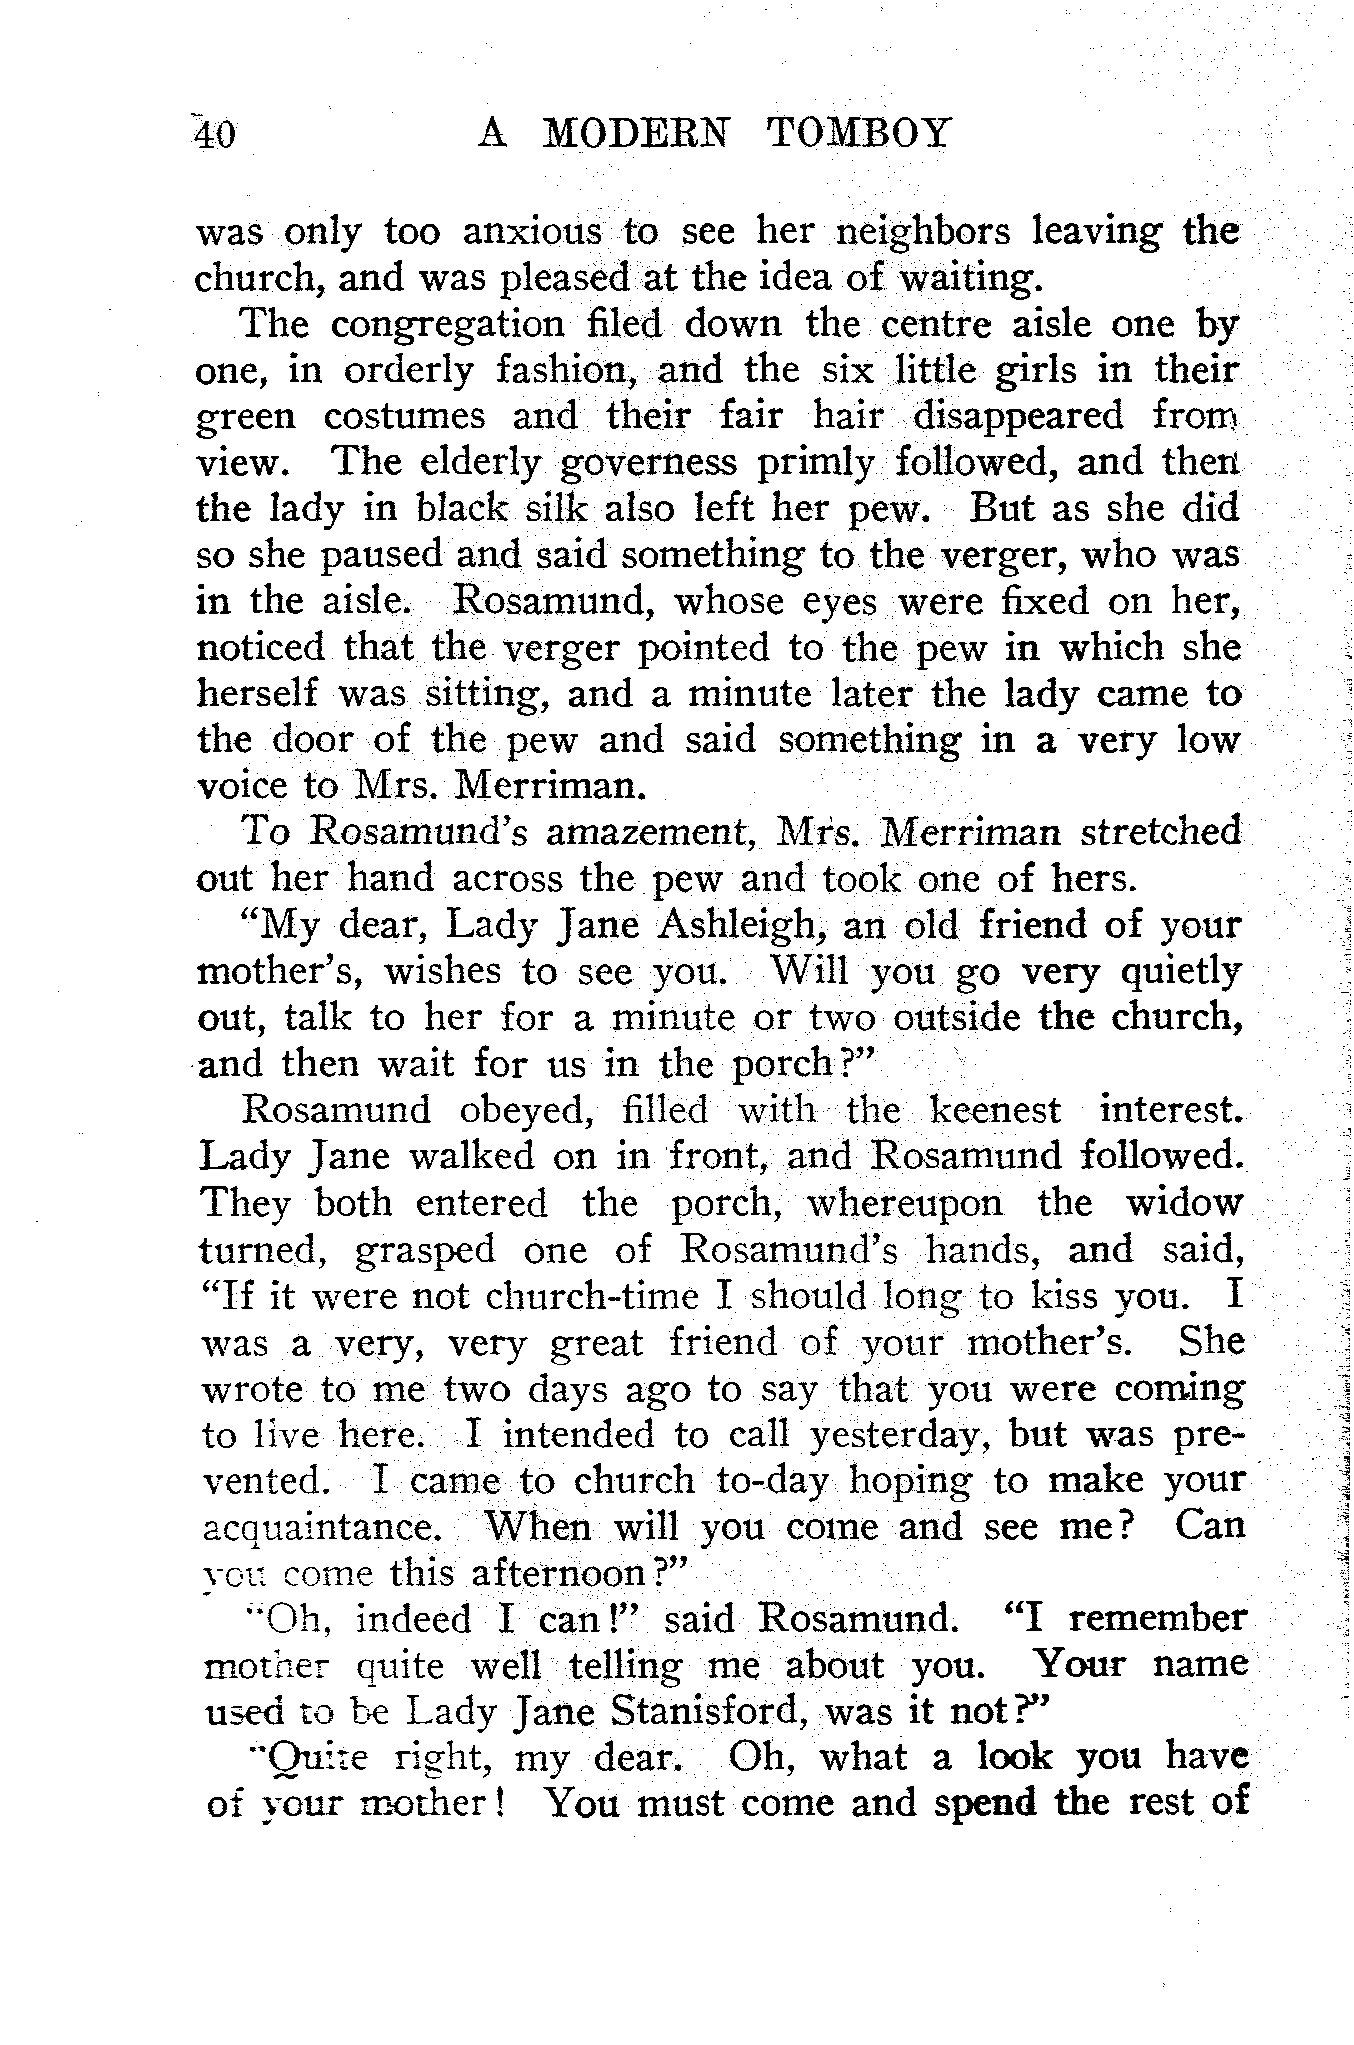 40 A MODERN TOMBOY
was only too anxious to see her neighbors leaving the
church, and was pleased at the idea of waiting.
The congregation filed down the centre aisle one by
one, in orderly fashion, and the six little girls in their
green costumes and their fair hair disappeared from
view. The elderly governess primly followed, and then
the lady in black silk also left her pew. But as she did
so she paused and said something to the verger, who was
in the aisle. Rosamund, whose eyes were fixed on her,
noticed that the verger pointed to the pew in which she
herself was sitting, and a minute later the lady came to
the door of the pew and said something in a very low
voice to Mrs. Merriman.
To Rosamund's amazement, Mrs. Merriman stretched
out her hand across the pew and took one of hers.
“My dear, Lady Jane Ashleigh, an old friend of your
mother's, wishes to see you. Will you go very quietly
out, talk to her for a minute or two outside the church,
and then wait for us in the porch?”
Rosamund obeyed, filled with the keenest interest.
Lady Jane walked on in front, and Rosamund followed.
They both entered the porch, whereupon the widow
turned, grasped one of Rosamund's hands, and said,
“If it were not church-time I should long to kiss you. I
was a very, very great friend of your mother's. She
wrote to me two days ago to say that you were coming
to live here. I intended to call yesterday, but was pre-
vented. I came to church to-day hoping to make your
acquaintance. When will you come and see me? Can
you come this afternoon?”
“Oh, indeed I can!” said Rosamund. “I remember
mother quite well telling me about you. Your name
used to be Lady Jane Stanisford, was it not?”
“Quite right, my dear. Oh, what a look you have
of your mother! You must come and spend the rest of